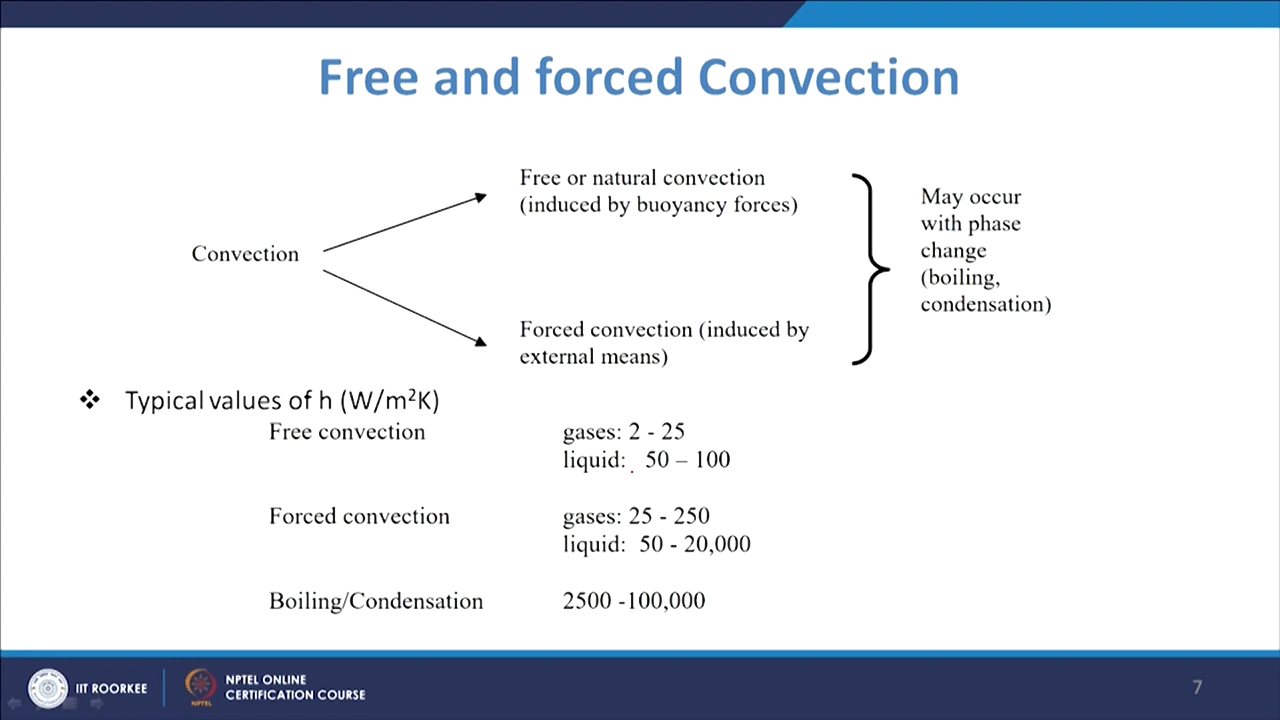 Free and forced Convection
Free or natural convection
(induced by buoyancy forces)
Convection
Forced convection (induced by
external means)
May occur
with phase
change
(boiling,
condensation)
❖ Typical values of h (W/m²K)
Free convection gases: 2 - 25
liquid: 50 – 100
Forced convection gases: 25 - 250
liquid: 50 - 20,000
Boiling/Condensation 2500 -100,000
IIT ROORKEE
NPTEL
NPTEL ONLINE
CERTIFICATION COURSE
7